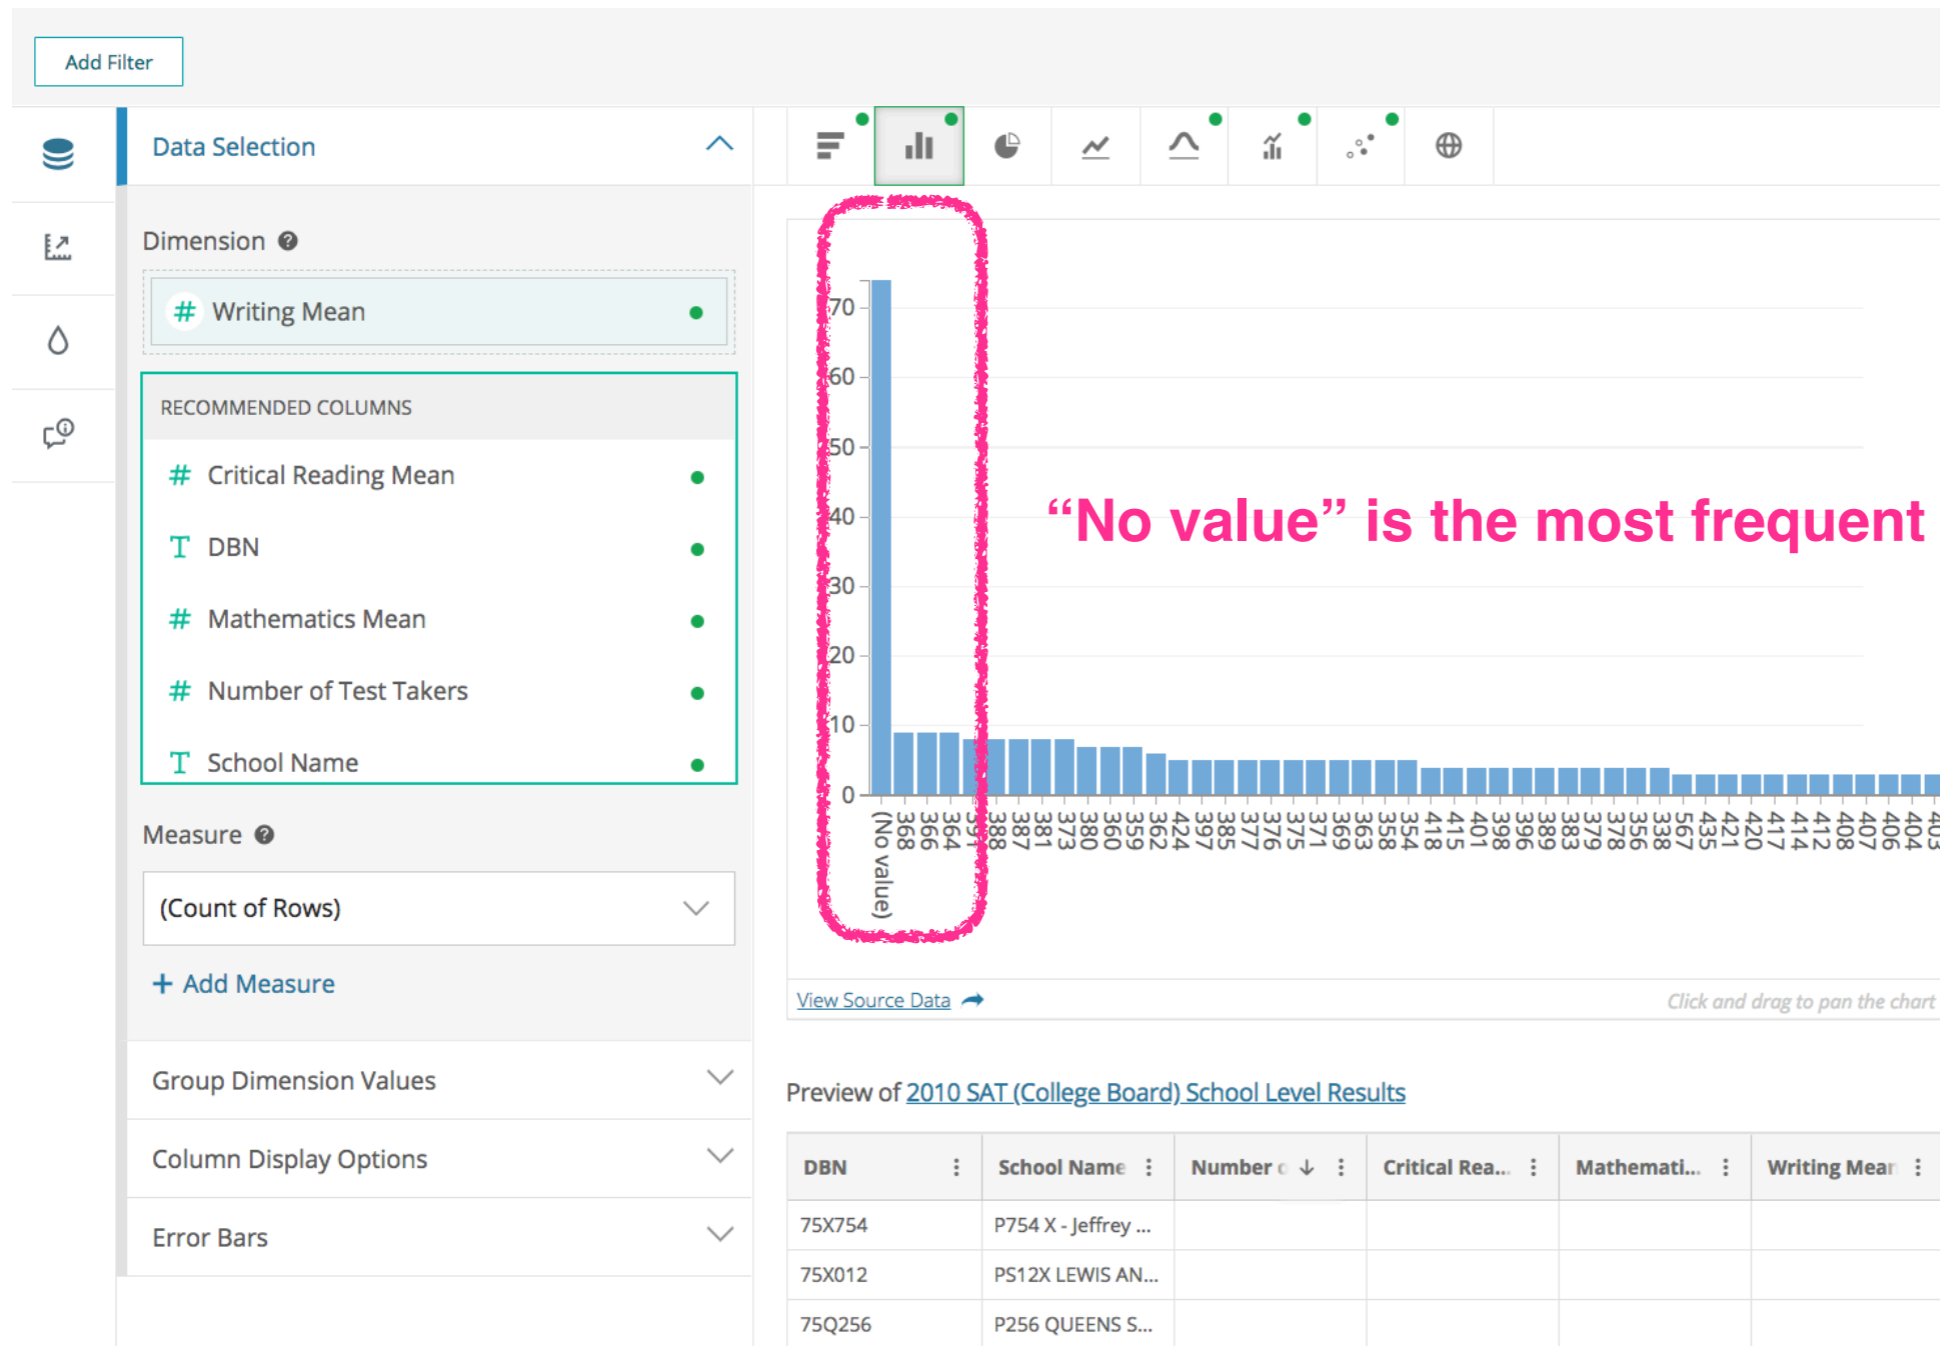 Add Filter
Data Selection
Dimension
# Writing Mean
RECOMMENDED COLUMNS
# Critical Reading Mean
T DBN
# Mathematics Mean
# Number of Test Takers
T School Name
Measure
(Count of Rows)
+ Add Measure
Group Dimension Values
Column Display Options
Error Bars
70
60
50
40
30
20
10
0
“No value” is the most frequent
(No value)
368
366
364
391
388
387
381
373
380
360
359
362
424
397
385
377
376
375
371
369
363
358
354
418
415
401
398
396
389
383
379
378
356
338
567
435
421
420
417
414
412
408
407
406
404
403
View Source Data
Click and drag to pan the chart
Preview of 2010 SAT (College Board) School Level Results
DBN School Name Number Critical Rea... Mathemati... Writing Mean
75X754 P754 X - Jeffrey ...
75X012 PS12X LEWIS AN...
75Q256 P256 QUEENS S...